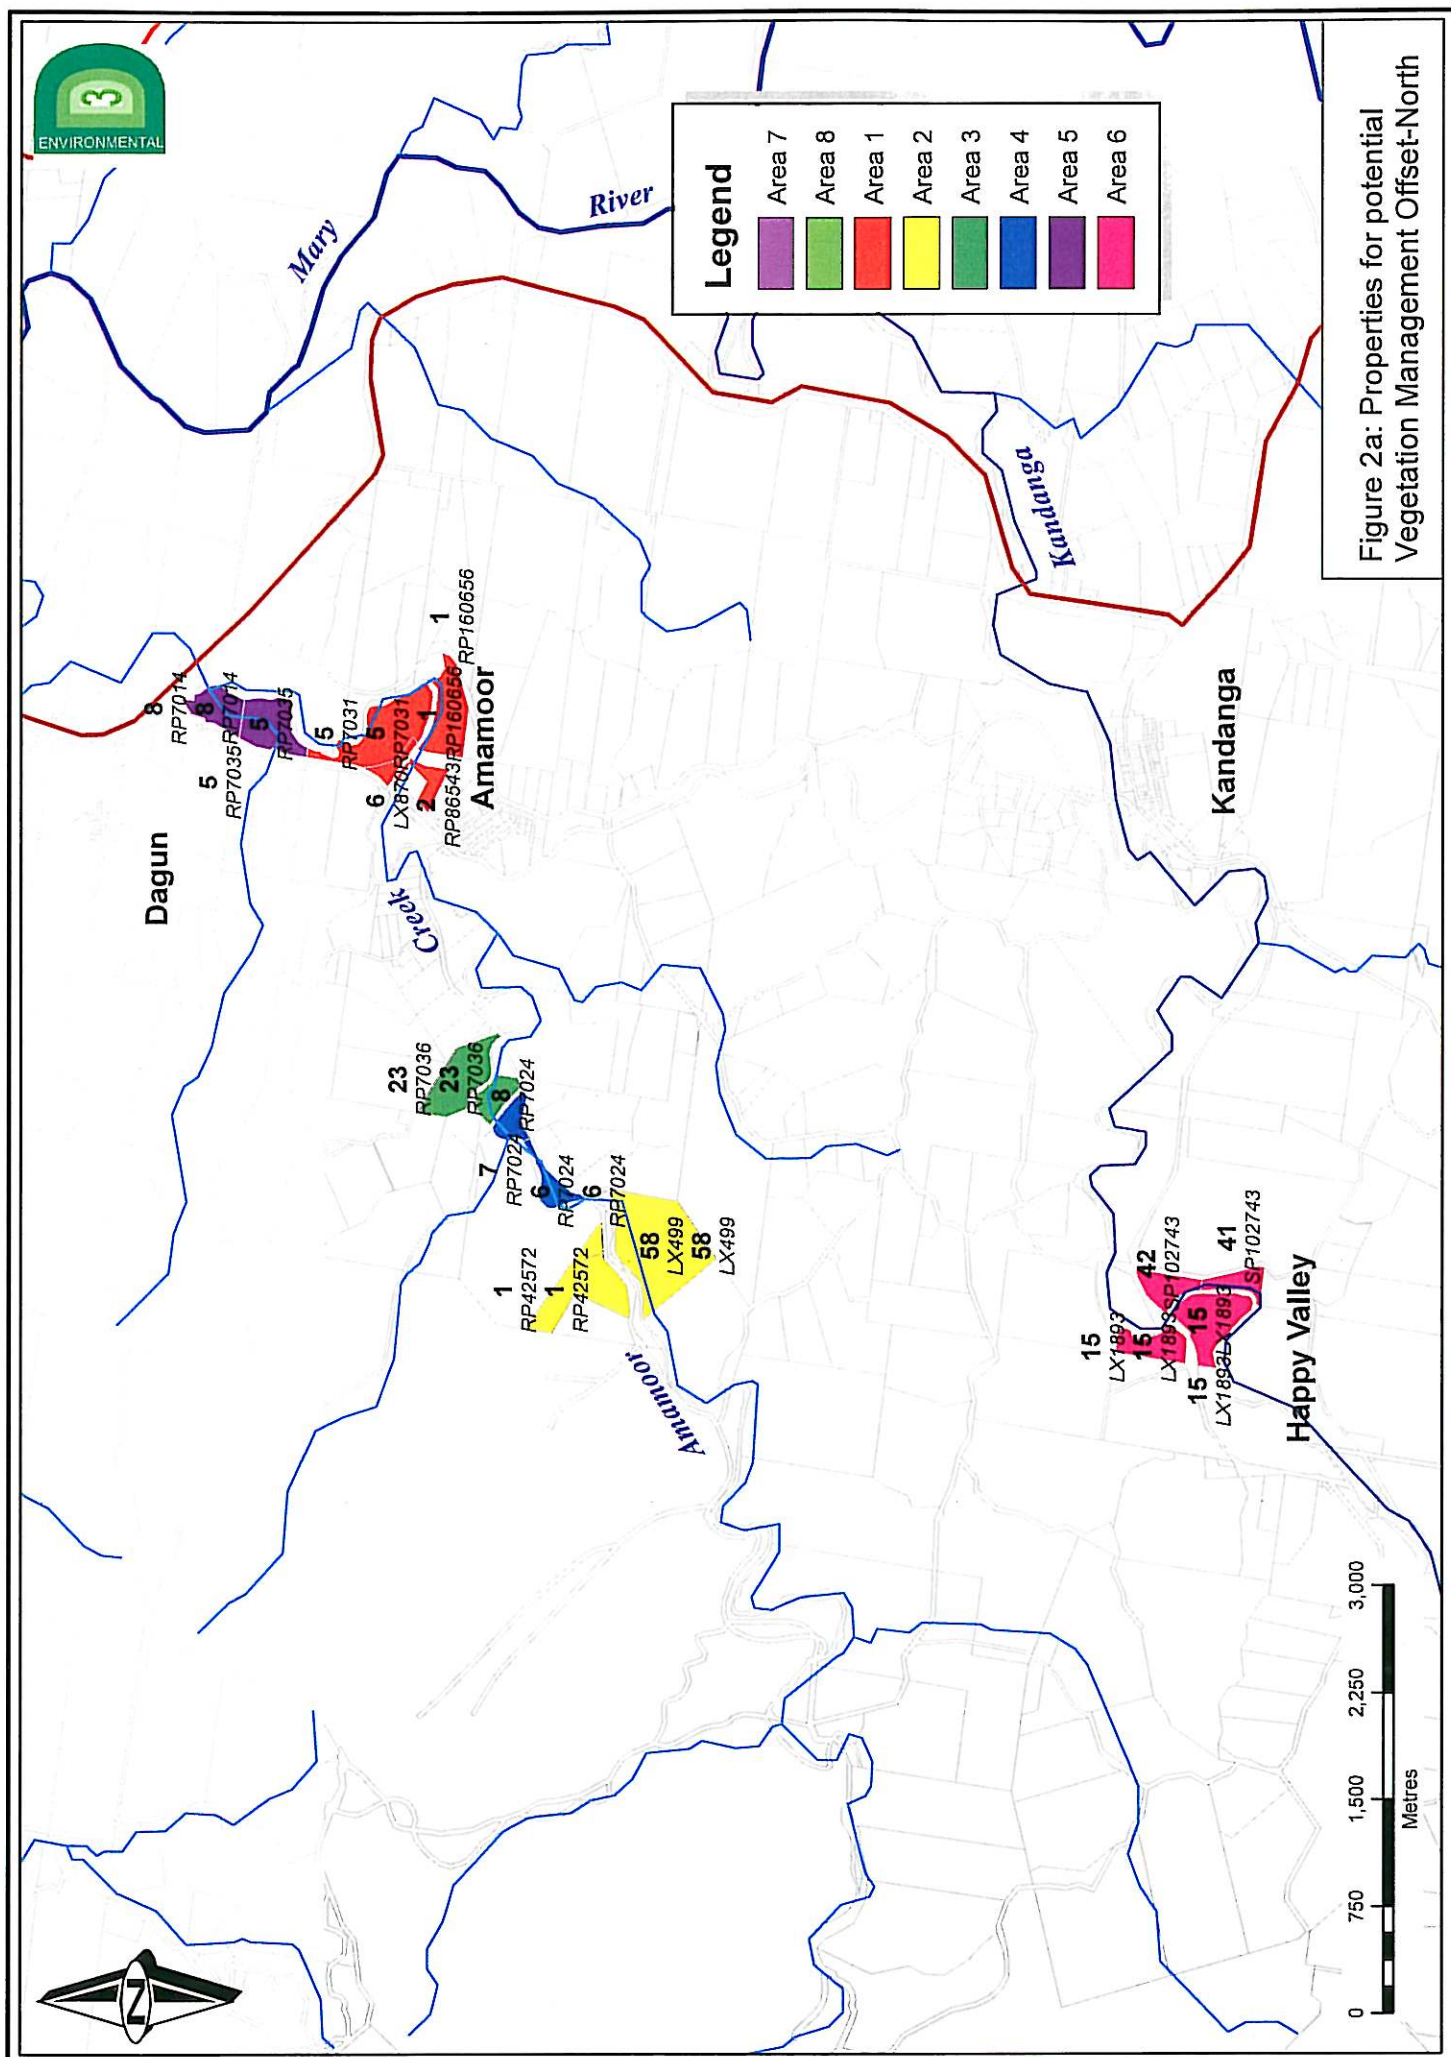 3
ENVIRONMENTAL
Mary
River
Dagun
8
RP7014
8
RP7014
5
RP7035
5
RP7035
5
RP7031
5
RP7031
6
LX870
2
RP86543
1
RP160656
1
RP160656
Amamoor
Creek
23
RP7036
23
RP7036
8
RP7024
7
RP7024
6
RP7024
6
RP7024
1
RP42572
1
RP42572
58
LX499
58
LX499
Amamoor
Kandanga
Kandanga
42
SP102743
41
SP102743
15
LX1893
15
LX1893
15
LX1893
15
LX1893
Happy Valley
Legend
Area 7
Area 8
Area 1
Area 2
Area 3
Area 4
Area 5
Area 6
N
0 750 1,500 2,250 3,000
Metres
Figure 2a: Properties for potential
Vegetation Management Offset-North